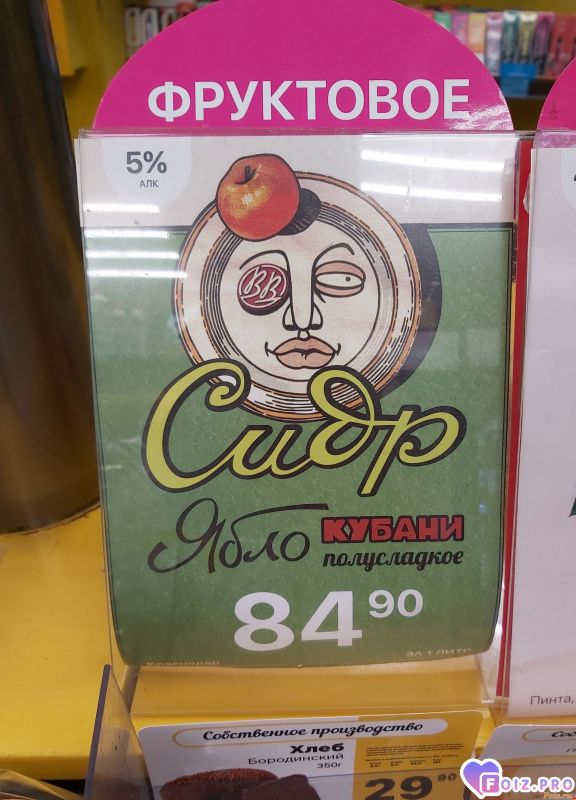 ФРУКТОВОЕ
5%
АЛК
ВВ
Сидр
Ябло КУБАНИ
полусладкое
84 90
Краснодар ЗА 1 ЛИТР
Пинта,
Собственное производство
Хлеб
Бородинский
350г
29 90
FOIZ.PRO